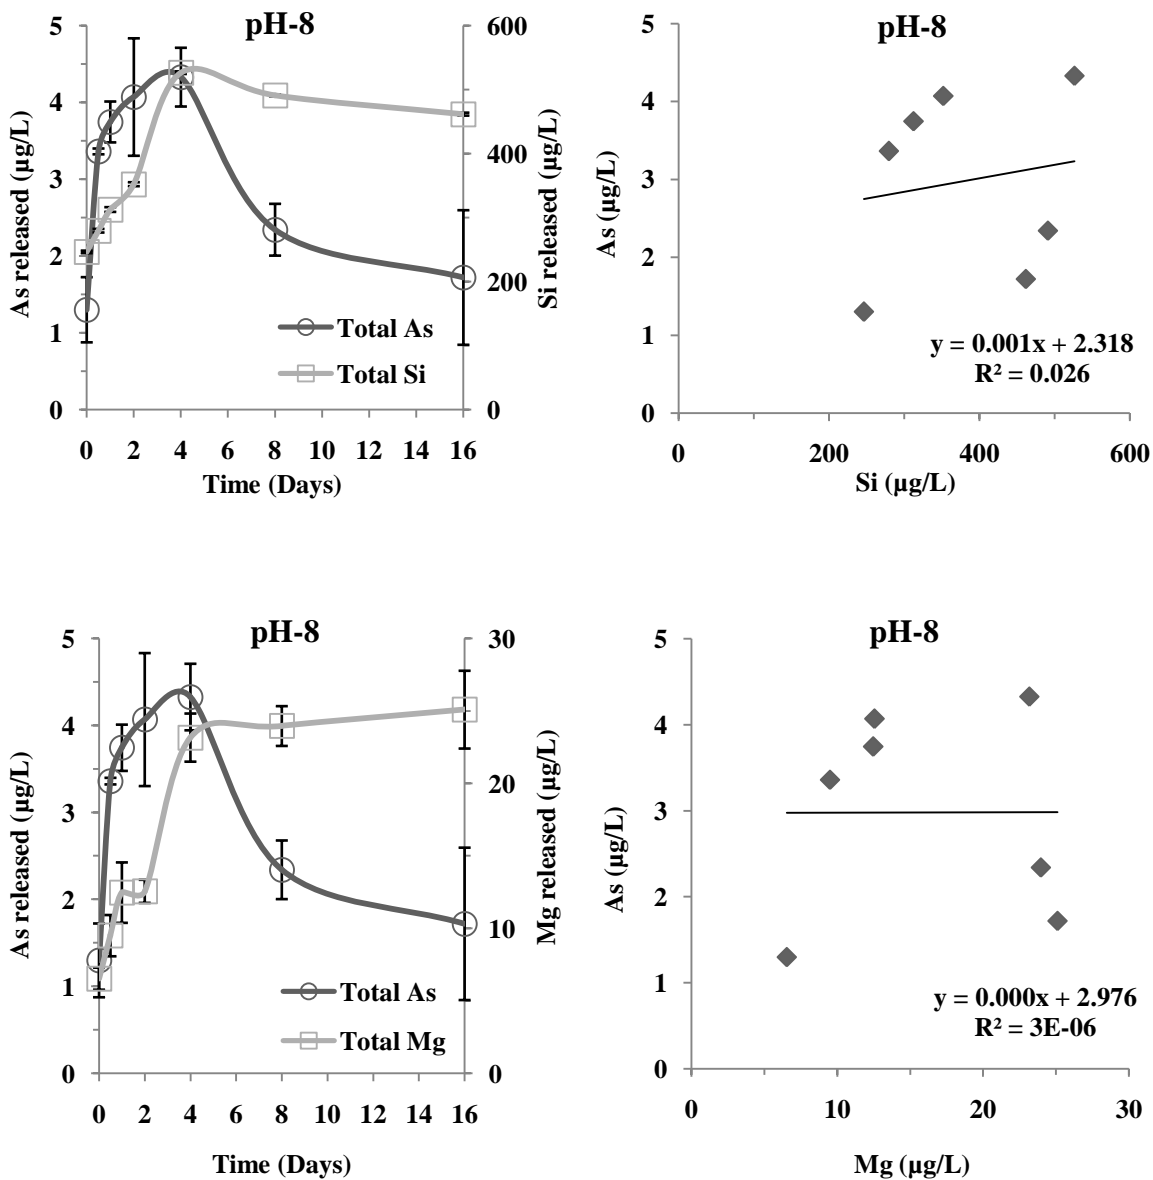 pH-8
5
4
3
2
1
0
As released (µg/L)
600
400
200
0
Si released (µg/L)
Total As
Total Si
0 2 4 6 8 10 12 14 16
Time (Days)
pH-8
5
4
3
2
1
0
As (µg/L)
y = 0.001x + 2.318
R² = 0.026
0 200 400 600
Si (µg/L)
pH-8
5
4
3
2
1
0
As released (µg/L)
30
20
10
0
Mg released (µg/L)
Total As
Total Mg
0 2 4 6 8 10 12 14 16
Time (Days)
pH-8
5
4
3
2
1
0
As (µg/L)
y = 0.000x + 2.976
R² = 3E-06
0 10 20 30
Mg (µg/L)